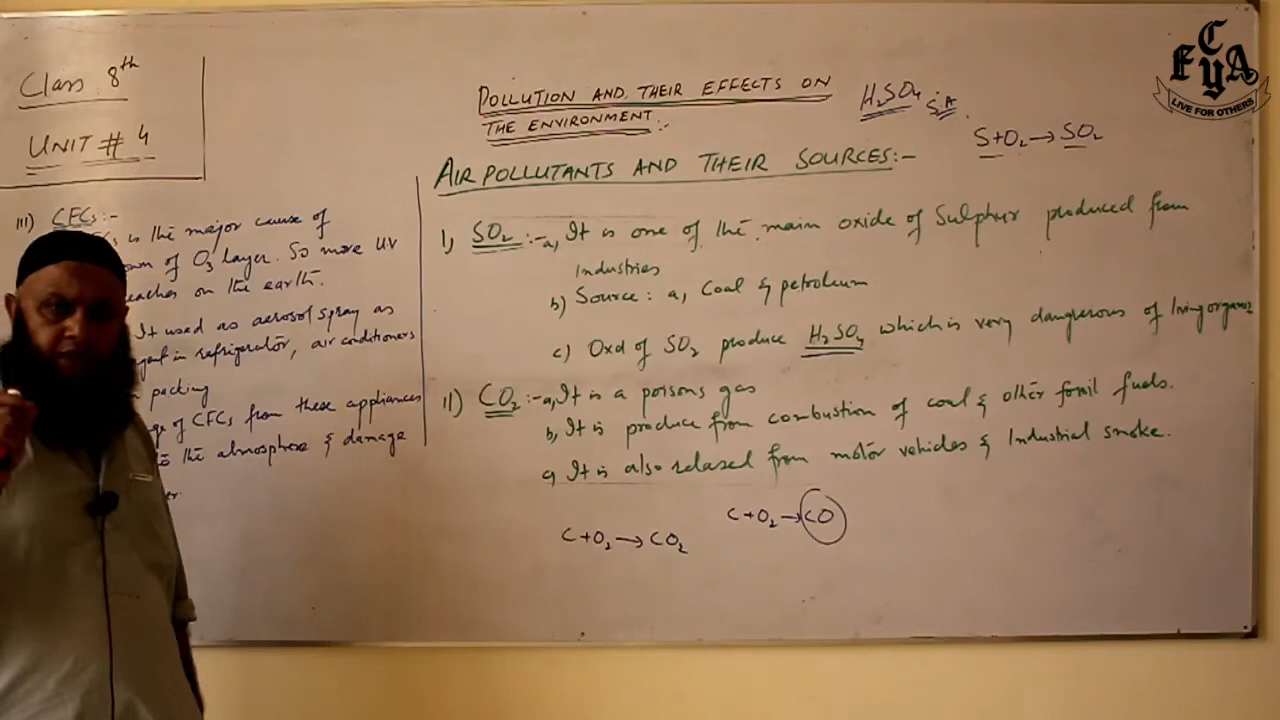 Class 8th
UNIT # 4
POLLUTION AND THEIR EFFECTS ON
THE ENVIRONMENT:-
H2SO4 S.A.
S+O2→SO2
AIR POLLUTANTS AND THEIR SOURCES:-
I) SO2:- a, It is one of the main oxide of Sulphur produced from
Industries
b) Source: a, Coal & petroleum
c) Oxd of SO2 produce H2SO4 which is very dangerous of living
II) CO2:- a, It is a poisons gas
b, It is produce from combustion of coal & other fossil fuels.
c, It is also relased from motor vehicles & Industrial smoke.
C+O2→CO2
C+O2→CO
III) CFCs:-
is the major cause of
of O3 layer. So more UV
on the earth.
It used as aerosol spray as
in refrigerator, air conditioners
packing
of CFCs from these appliances
the atmosphere & damage
ECYA
LIVE FOR OTHERS